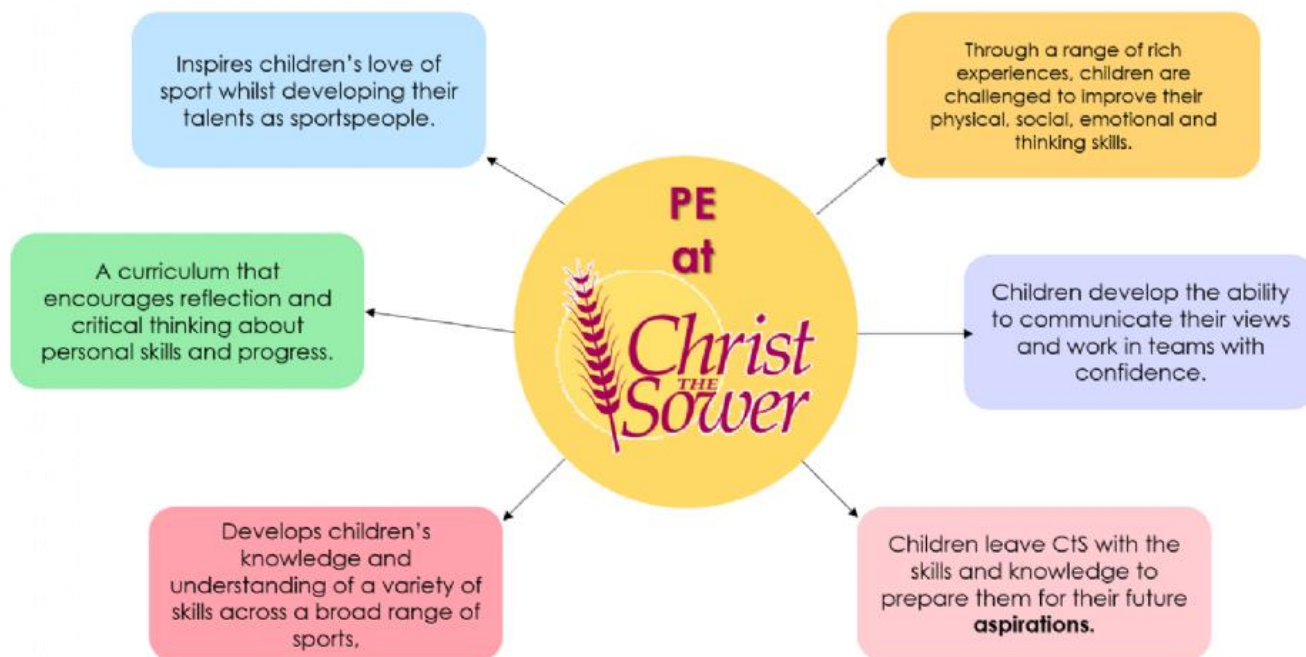 Inspires children's love of
sport whilst developing their
talents as sportspeople.
Through a range of rich
experiences, children are
challenged to improve their
physical, social, emotional and
thinking skills.
PE
at
Christ
THE
Sower
A curriculum that
encourages reflection and
critical thinking about
personal skills and progress.
Children develop the ability
to communicate their views
and work in teams with
confidence.
Develops children's
knowledge and
understanding of a variety of
skills across a broad range of
sports,
Children leave CtS with the
skills and knowledge to
prepare them for their future
aspirations.